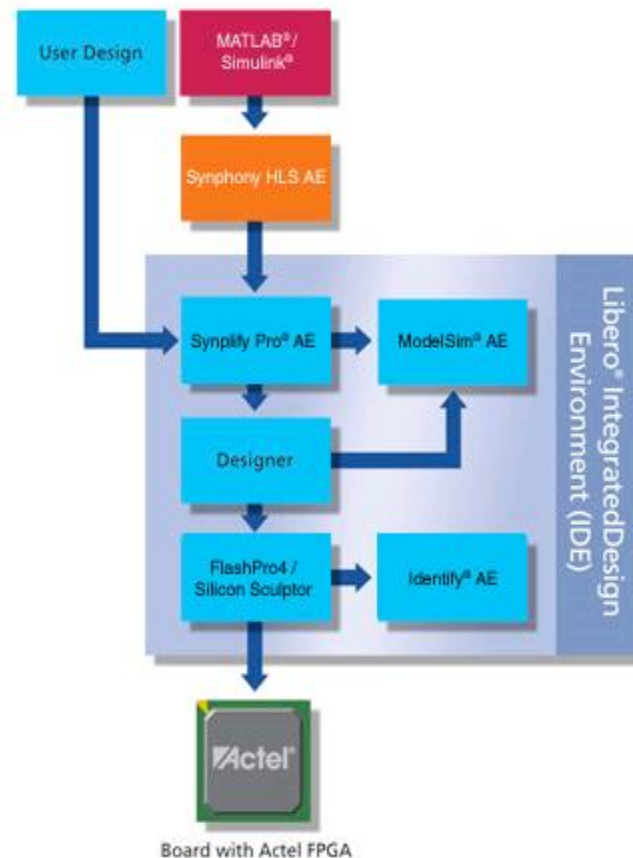 User Design
MATLAB®/
Simulink®
Synphony HLS AE
Synplify Pro® AE
ModelSim® AE
Designer
FlashPro4 /
Silicon Sculptor
Identify® AE
Libero® IntegratedDesign
Environment (IDE)
Actel®
Board with Actel FPGA